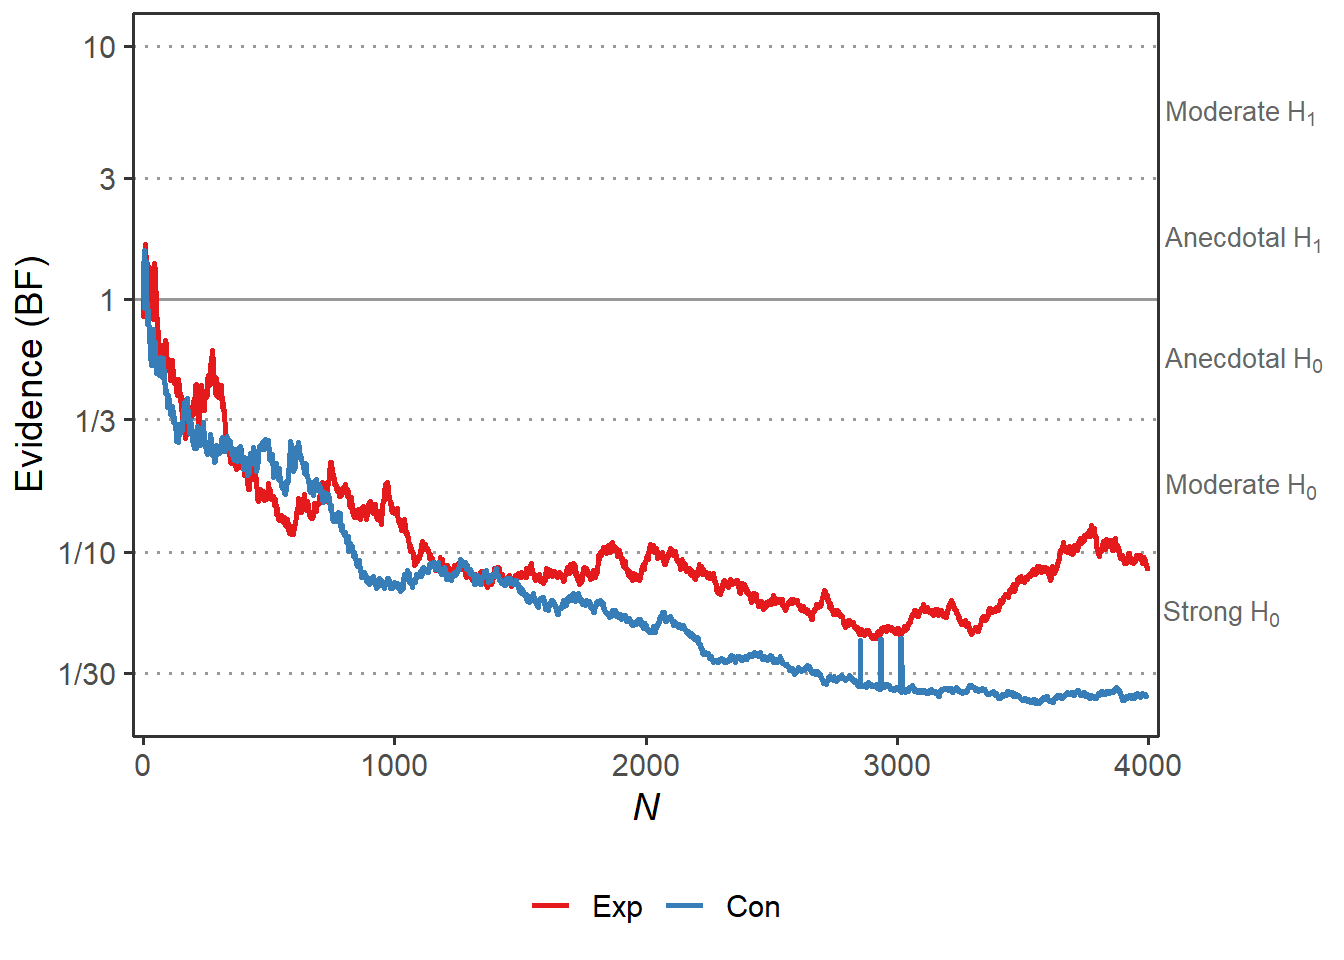 10
Moderate H₁
3
Anecdotal H₁
1
Anecdotal H₀
1/3
Moderate H₀
1/10
Strong H₀
1/30
Evidence (BF)
0 1000 2000 3000 4000
N
Exp Con